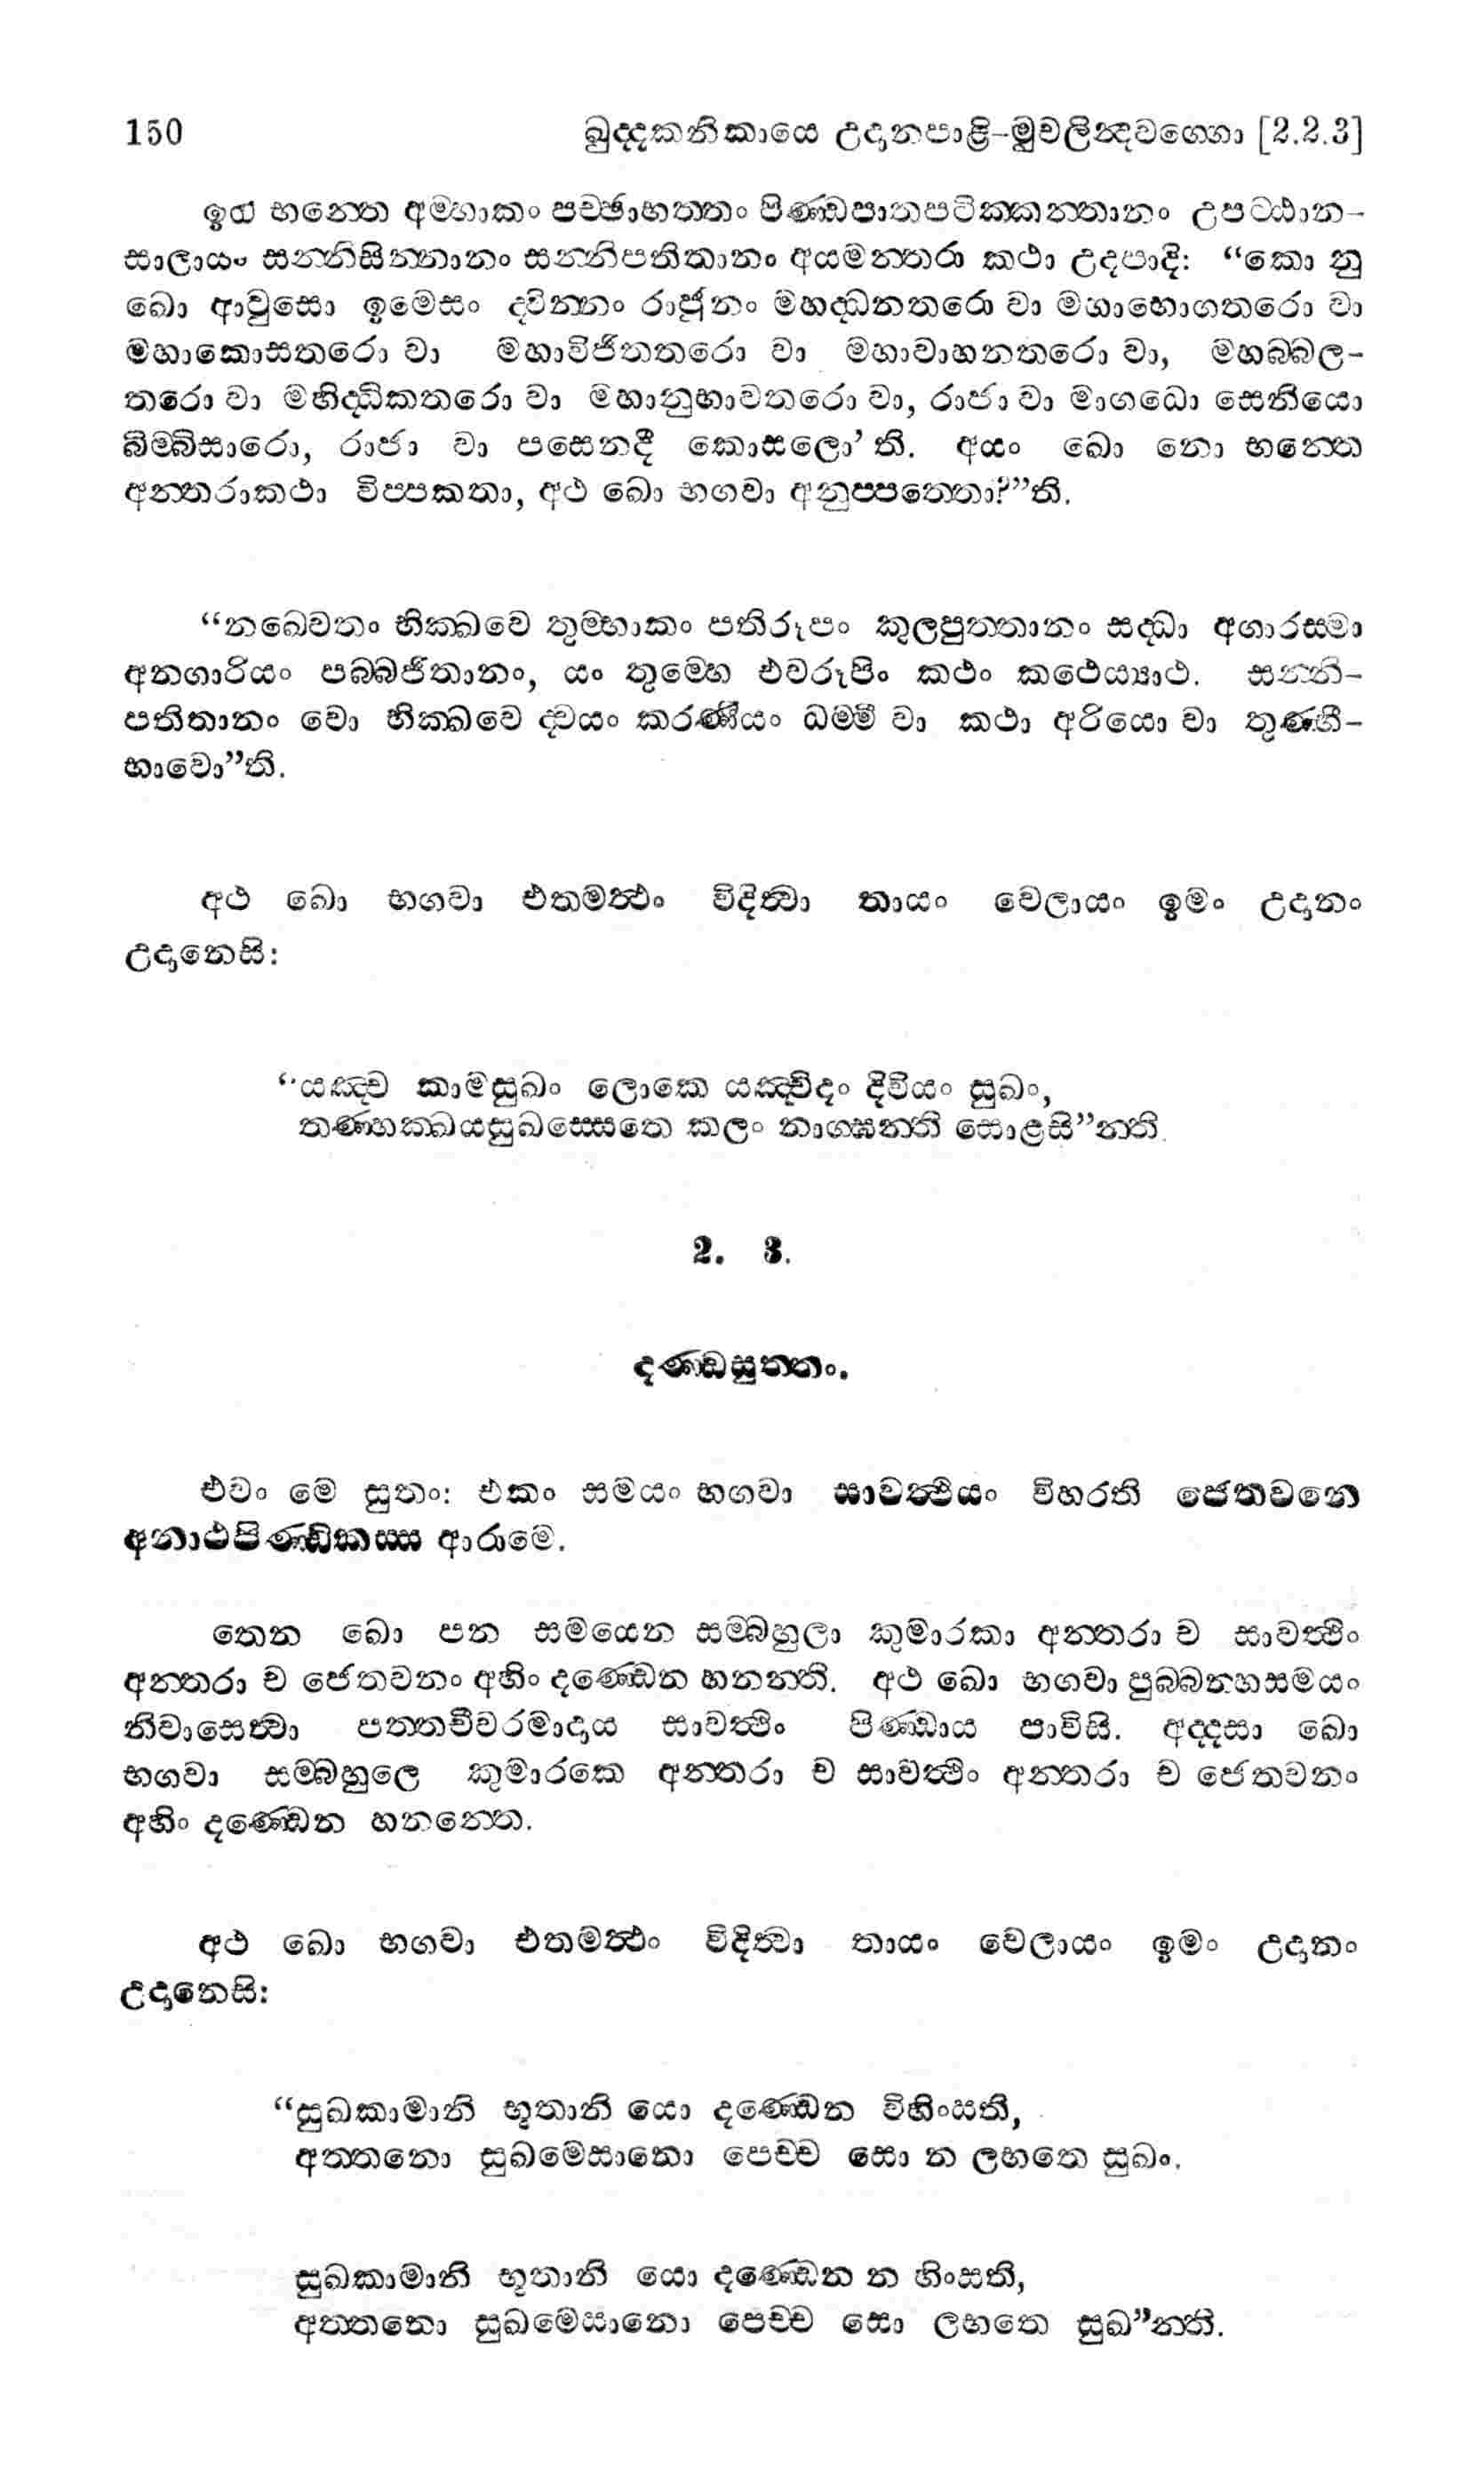 150 ඛුද්දකනිකායෙ උදානපාළි-මුචලින්දවග්ගො [2.2.3]
ඉධ භන්තෙ අම්හාකං පච්ඡාභත්තං පිණ්ඩපාතපටික්කන්තානං උපට්ඨාන-
සාලායං සන්නිසින්නානං සන්නිපතිතානං අයමන්තරා කථා උදපාදි: “කො නු
ඛො ආවුසො ඉමෙසං ද්වින්නං රාජූනං මහද්ධනතරො වා මහාභොගතරො වා
මහාකොසතරො වා මහාවිජිතතරො වා මහාවාහනතරො වා, මහබ්බල-
තරො වා මහිද්ධිකතරො වා මහානුභාවතරො වා, රාජා වා මාගධො සෙනියො
බිම්බිසාරො, රාජා වා පසෙනදී කොසලො’ති. අයං ඛො නො භන්තෙ
අන්තරාකථා විප්පකතා, අථ ඛො භගවා අනුප්පත්තො?”ති.
“නඛ්වෙතං භික්ඛවෙ තුම්හාකං පතිරූපං කුලපුත්තානං සද්ධා අගාරස්මා
අනගාරියං පබ්බජිතානං, යං තුම්හෙ එවරූපිං කථං කථෙය්‍යාථ. සන්නි-
පතිතානං වො භික්ඛවෙ ද්වයං කරණීයං ධම්මී වා කථා අරියො වා තුණ්හී-
භාවො”ති.
අථ ඛො භගවා එතමත්ථං විදිත්වා තායං වෙලායං ඉමං උදානං
උදානෙසි:
“යඤ්ච කාමසුඛං ලොකෙ යඤ්චිදං දිවියං සුඛං,
තණ්හක්ඛයසුඛස්සෙතෙ කලං නාග්ඝන්ති සොළසි”න්ති.
2. 3.
දණ්ඩසුත්තං.
එවං මෙ සුතං: එකං සමයං භගවා සාවත්ථියං විහරති ජෙතවනෙ
අනාථපිණ්ඩිකස්ස ආරාමෙ.
තෙන ඛො පන සමයෙන සම්බහුලා කුමාරකා අන්තරා ච සාවත්ථිං
අන්තරා ච ජෙතවනං අහිං දණ්ඩෙන හනන්ති. අථ ඛො භගවා පුබ්බන්හසමයං
නිවාසෙත්වා පත්තචීවරමාදාය සාවත්ථිං පිණ්ඩාය පාවිසි. අද්දසා ඛො
භගවා සම්බහුලෙ කුමාරකෙ අන්තරා ච සාවත්ථිං අන්තරා ච ජෙතවනං
අහිං දණ්ඩෙන හනන්තෙ.
අථ ඛො භගවා එතමත්ථං විදිත්වා තායං වෙලායං ඉමං උදානං
උදානෙසි:
“සුඛකාමානි භූතානි යො දණ්ඩෙන විහිංසති,
අත්තනො සුඛමෙසානො පෙච්ච සො න ලභතෙ සුඛං.
සුඛකාමානි භූතානි යො දණ්ඩෙන න හිංසති,
අත්තනො සුඛමෙසානො පෙච්ච සො ලභතෙ සුඛ”න්ති.